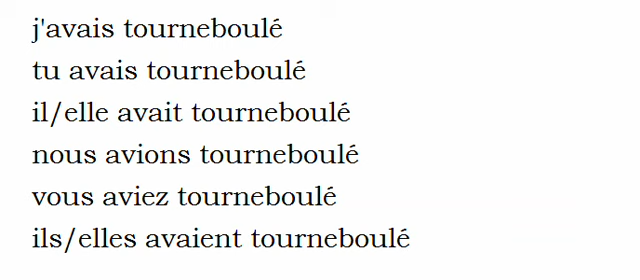 j'avais tourneboulé
tu avais tourneboulé
il/elle avait tourneboulé
nous avions tourneboulé
vous aviez tourneboulé
ils/elles avaient tourneboulé